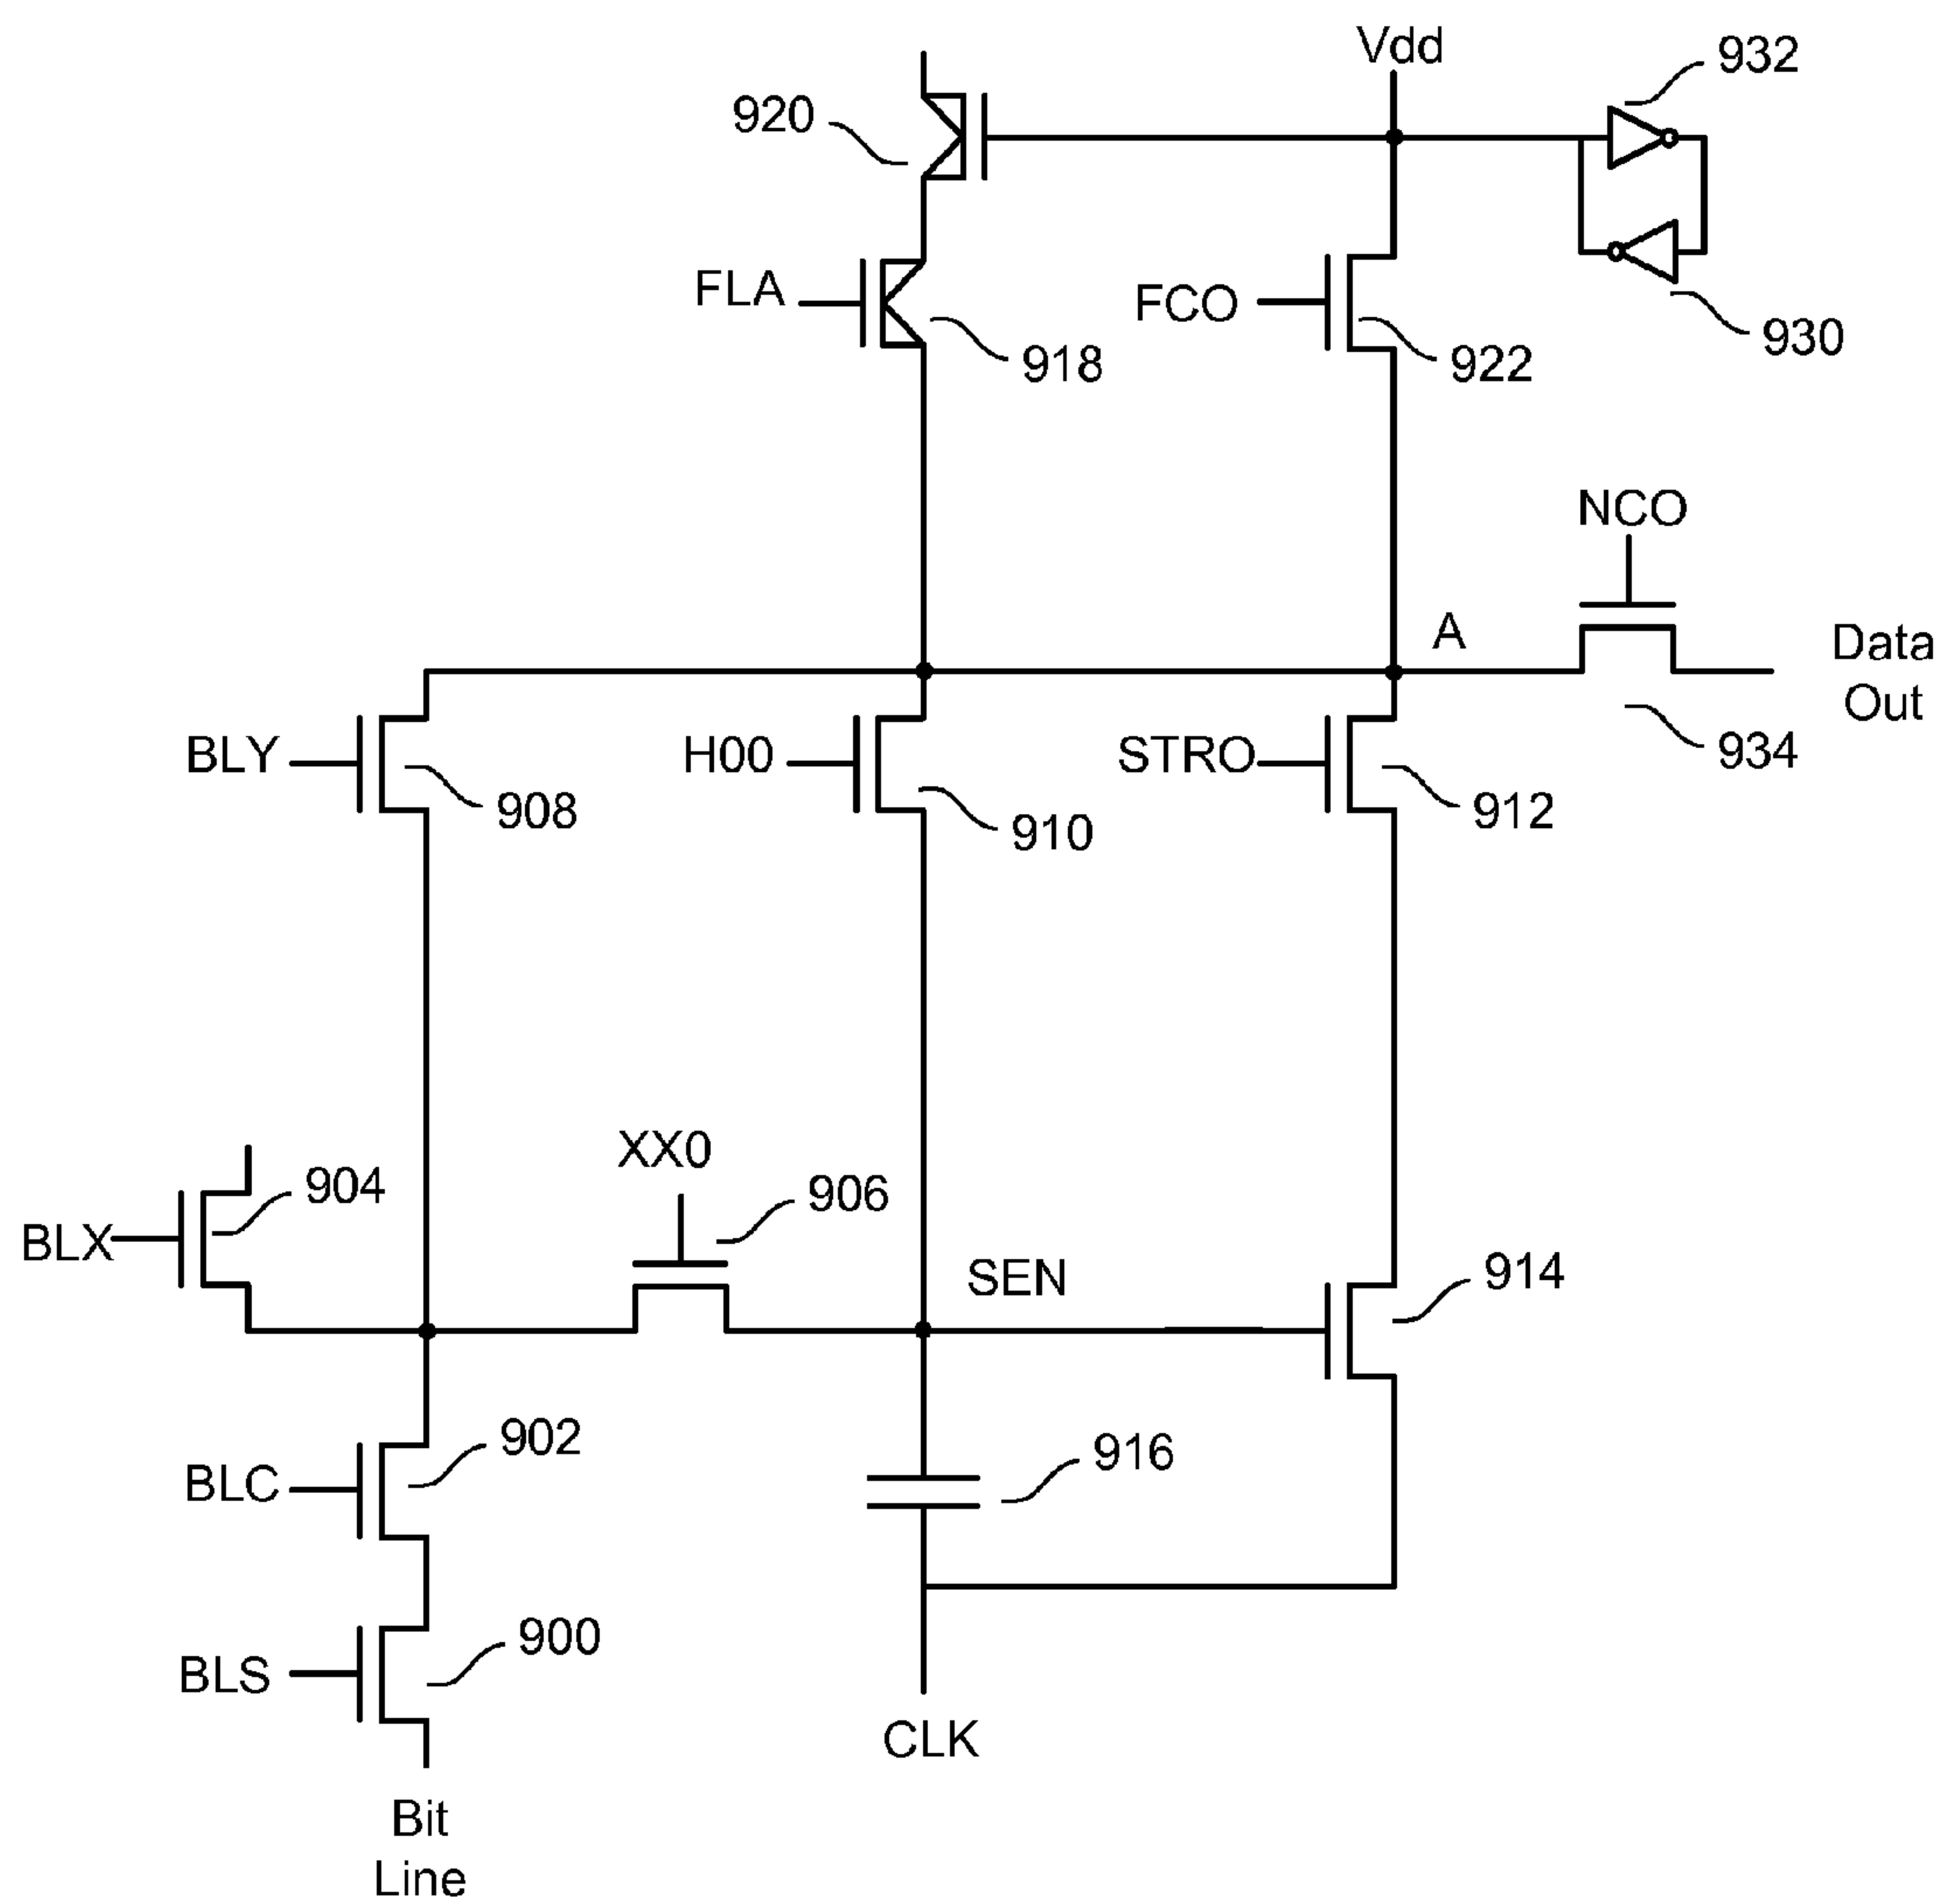 Vdd
932
920
FLA
918
FCO
922
930
NCO
A
Data
Out
934
BLY
908
H00
910
STRO
912
XX0
906
904
BLX
SEN
914
902
BLC
916
900
BLS
CLK
Bit
Line